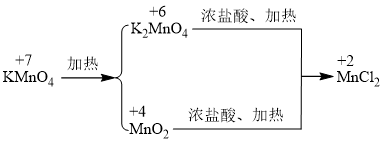 +6
K₂MnO₄ 浓盐酸、加热
+7 +2
KMnO₄ 加热 MnCl₂
+4
MnO₂ 浓盐酸、加热